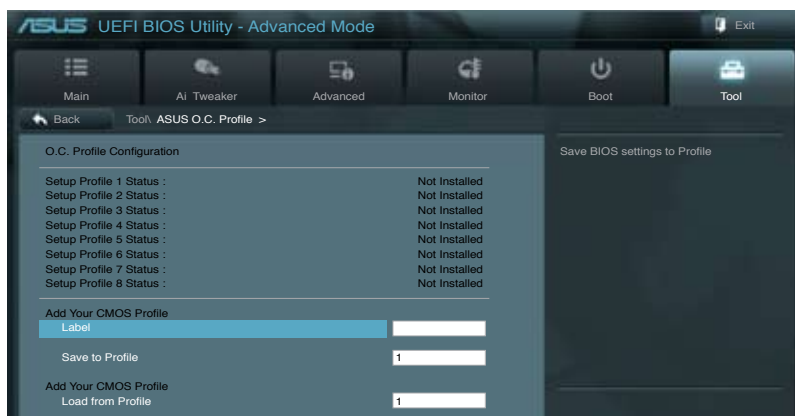 ASUS UEFI BIOS Utility - Advanced Mode
Exit
Main Ai Tweaker Advanced Monitor Boot Tool
Back Tool\ ASUS O.C. Profile >
O.C. Profile Configuration
Save BIOS settings to Profile
Setup Profile 1 Status : Not Installed
Setup Profile 2 Status : Not Installed
Setup Profile 3 Status : Not Installed
Setup Profile 4 Status : Not Installed
Setup Profile 5 Status : Not Installed
Setup Profile 6 Status : Not Installed
Setup Profile 7 Status : Not Installed
Setup Profile 8 Status : Not Installed
Add Your CMOS Profile
Label
Save to Profile 1
Add Your CMOS Profile
Load from Profile 1